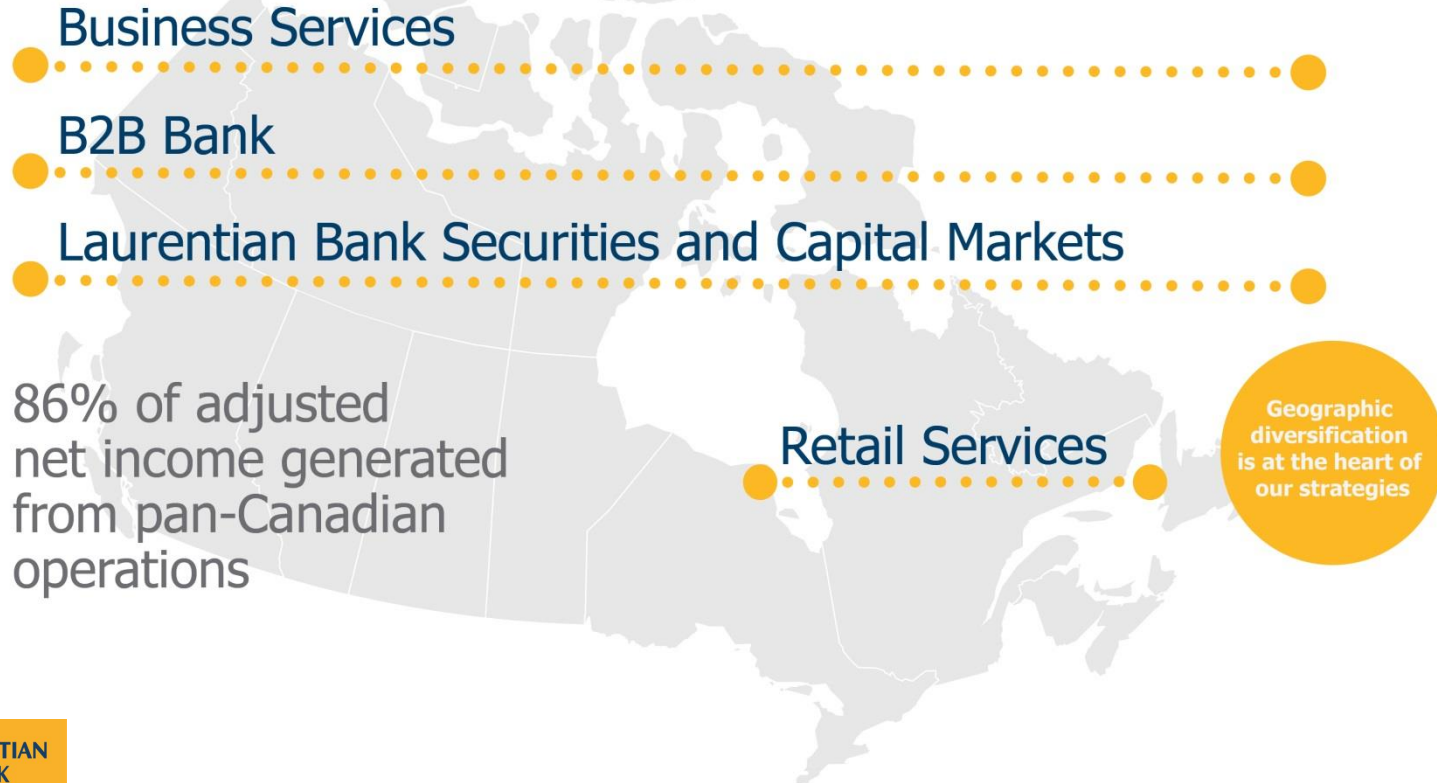 Business Services
B2B Bank
Laurentian Bank Securities and Capital Markets
86% of adjusted
net income generated
from pan-Canadian
operations
Retail Services
Geographic
diversification
is at the heart of
our strategies
TIAN
K